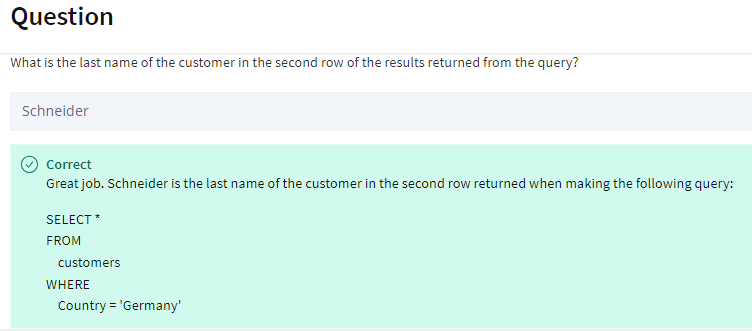 Question
What is the last name of the customer in the second row of the results returned from the query?
Schneider
Correct
Great job. Schneider is the last name of the customer in the second row returned when making the following query:
SELECT *
FROM
customers
WHERE
Country = 'Germany'